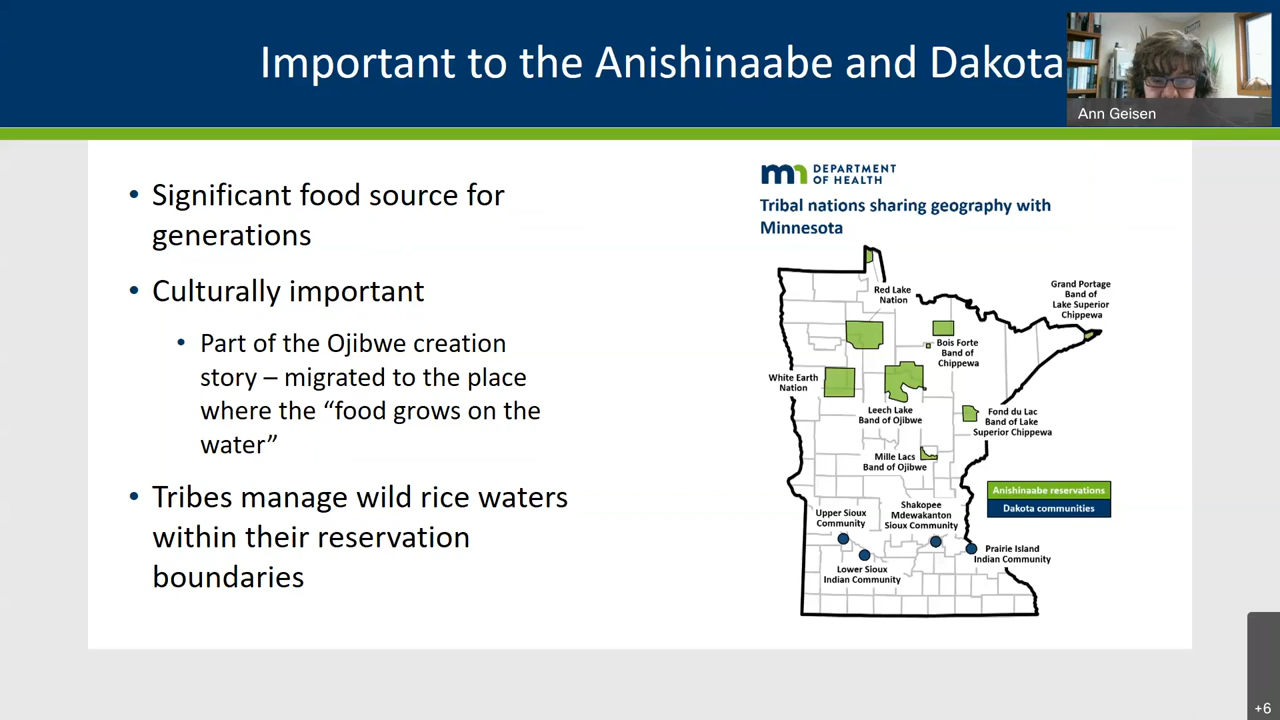 Important to the Anishinaabe and Dakota
Ann Geisen
• Significant food source for
generations
• Culturally important
• Part of the Ojibwe creation
story – migrated to the place
where the “food grows on the
water”
• Tribes manage wild rice waters
within their reservation
boundaries
mn DEPARTMENT
OF HEALTH
Tribal nations sharing geography with
Minnesota
Red Lake
Nation
Grand Portage
Band of
Lake Superior
Chippewa
Bois Forte
Band of
Chippewa
White Earth
Nation
Leech Lake
Band of Ojibwe
Fond du Lac
Band of Lake
Superior Chippewa
Mille Lacs
Band of Ojibwe
Anishinaabe reservations
Dakota communities
Upper Sioux
Community
Shakopee
Mdewakanton
Sioux Community
Prairie Island
Indian Community
Lower Sioux
Indian Community
+6